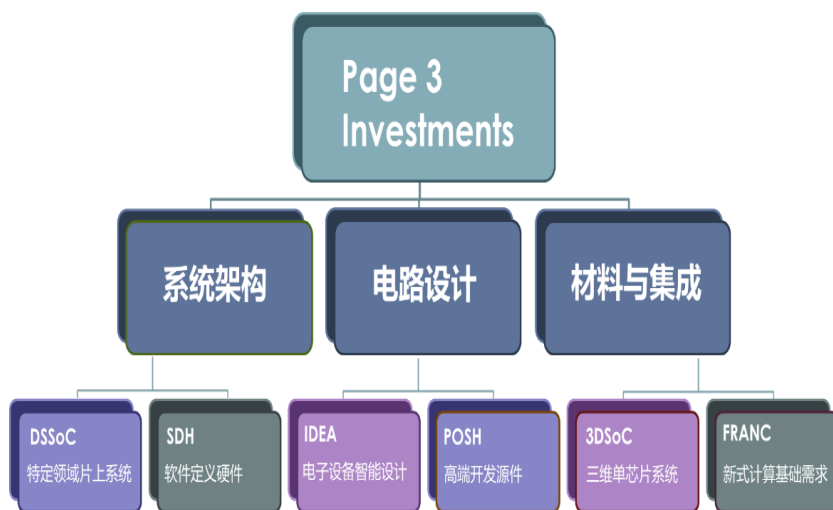 Page 3
Investments
系统架构
电路设计
材料与集成
DSSoC
特定领域片上系统
SDH
软件定义硬件
IDEA
电子设备智能设计
POSH
高端开发源件
3DSoC
三维单芯片系统
FRANC
新式计算基础需求